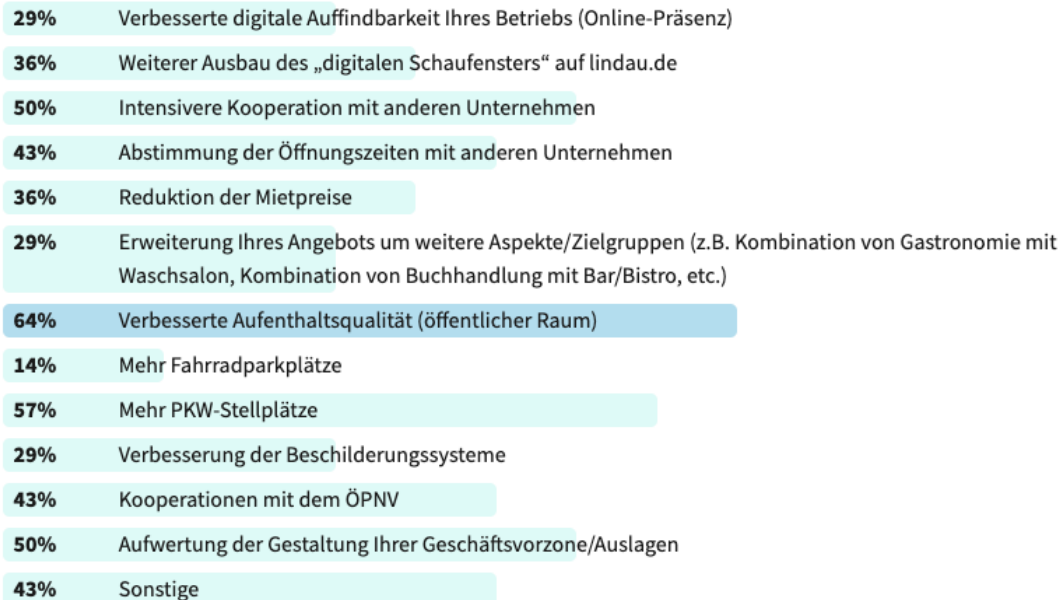 29% Verbesserte digitale Auffindbarkeit Ihres Betriebs (Online-Präsenz)
36% Weiterer Ausbau des „digitalen Schaufensters“ auf lindau.de
50% Intensivere Kooperation mit anderen Unternehmen
43% Abstimmung der Öffnungszeiten mit anderen Unternehmen
36% Reduktion der Mietpreise
29% Erweiterung Ihres Angebots um weitere Aspekte/Zielgruppen (z.B. Kombination von Gastronomie mit
Waschsalon, Kombination von Buchhandlung mit Bar/Bistro, etc.)
64% Verbesserte Aufenthaltsqualität (öffentlicher Raum)
14% Mehr Fahrradparkplätze
57% Mehr PKW-Stellplätze
29% Verbesserung der Beschilderungssysteme
43% Kooperationen mit dem ÖPNV
50% Aufwertung der Gestaltung Ihrer Geschäftsvorzone/Auslagen
43% Sonstige